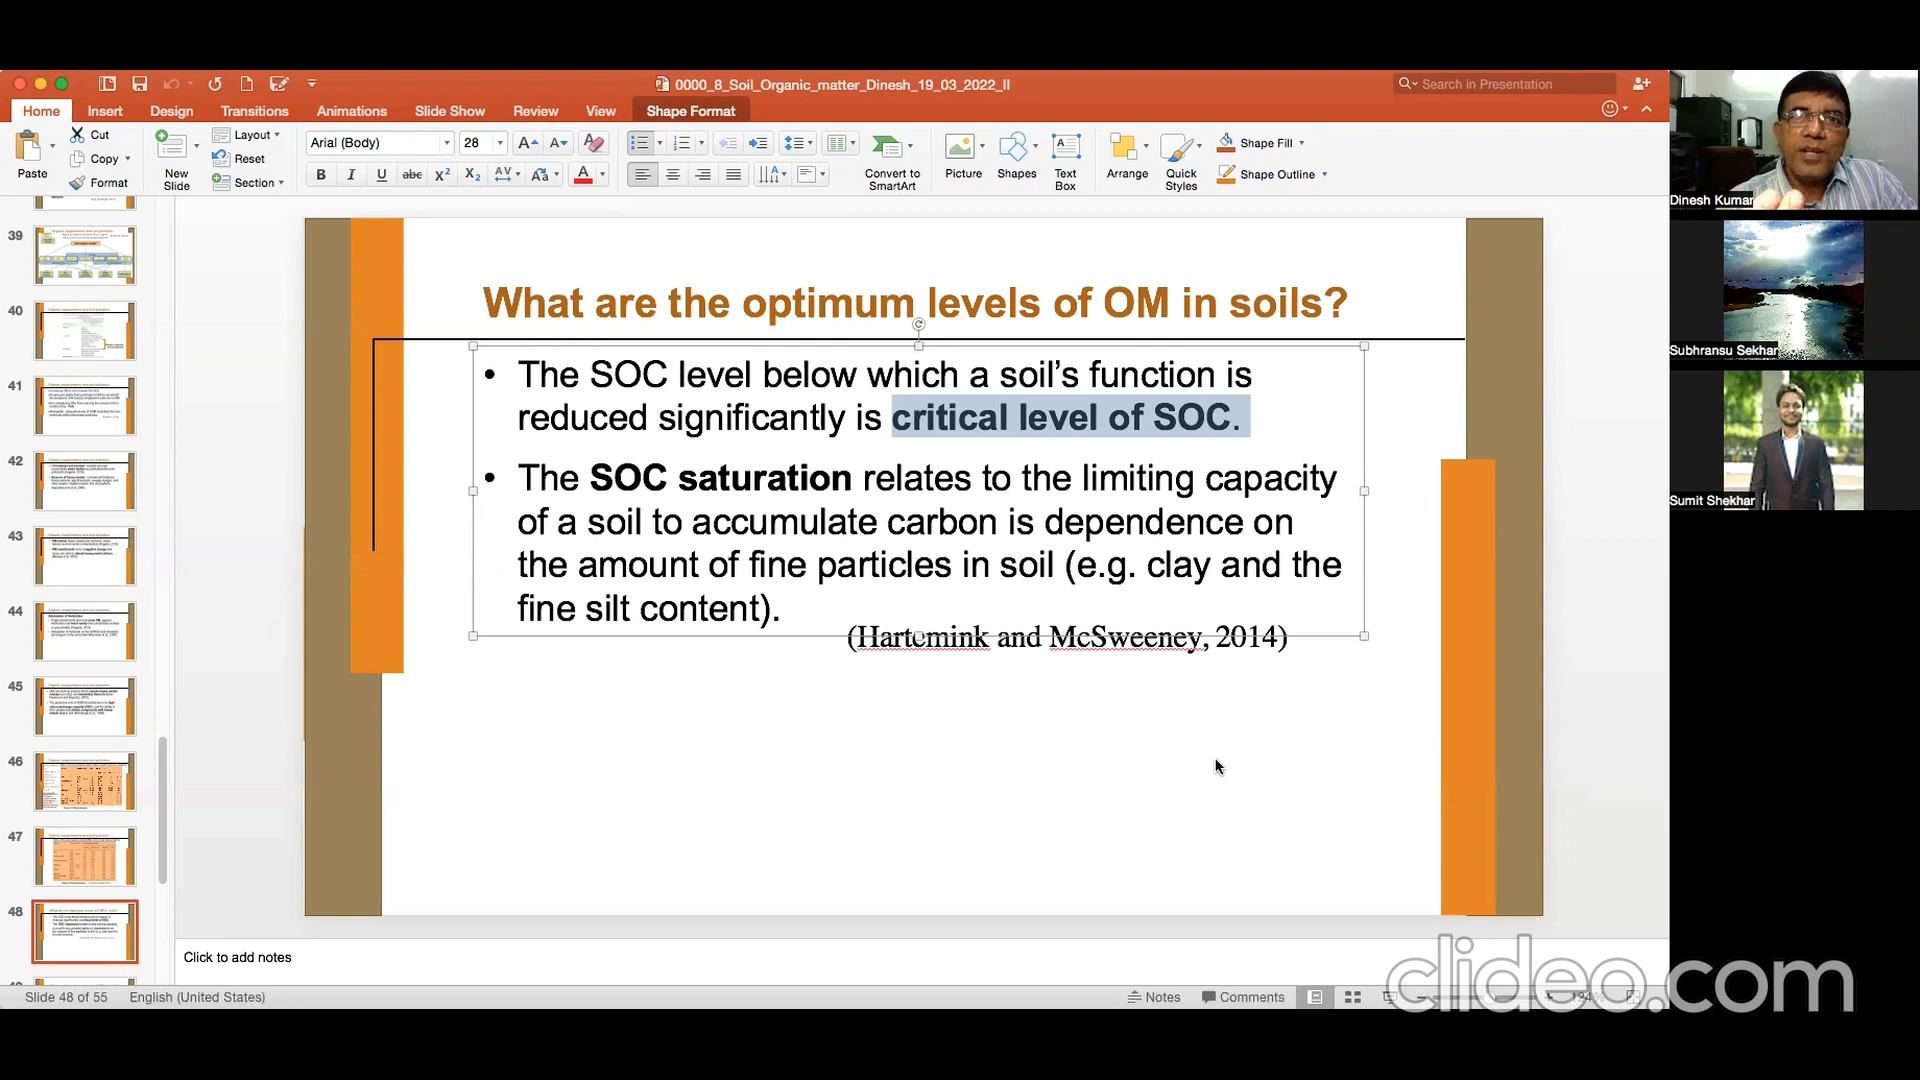 0000_8_Soil_Organic_matter_Dinesh_19_03_2022_II
Search in Presentation
Home Insert Design Transitions Animations Slide Show Review View Shape Format
Paste
Cut
Copy
Format
New Slide
Layout
Reset
Section
Arial (Body) 28
Convert to SmartArt
Picture
Shapes
Text Box
Arrange
Quick Styles
Shape Fill
Shape Outline
39
40
41
42
43
44
45
46
47
48
What are the optimum levels of OM in soils?
• The SOC level below which a soil’s function is
reduced significantly is critical level of SOC.
• The SOC saturation relates to the limiting capacity
of a soil to accumulate carbon is dependence on
the amount of fine particles in soil (e.g. clay and the
fine silt content).
(Hartemink and McSweeney, 2014)
Click to add notes
Slide 48 of 55 English (United States)
Notes Comments
124%
Dinesh Kumar
Subhransu Sekhar
Sumit Shekhar
clideo.com